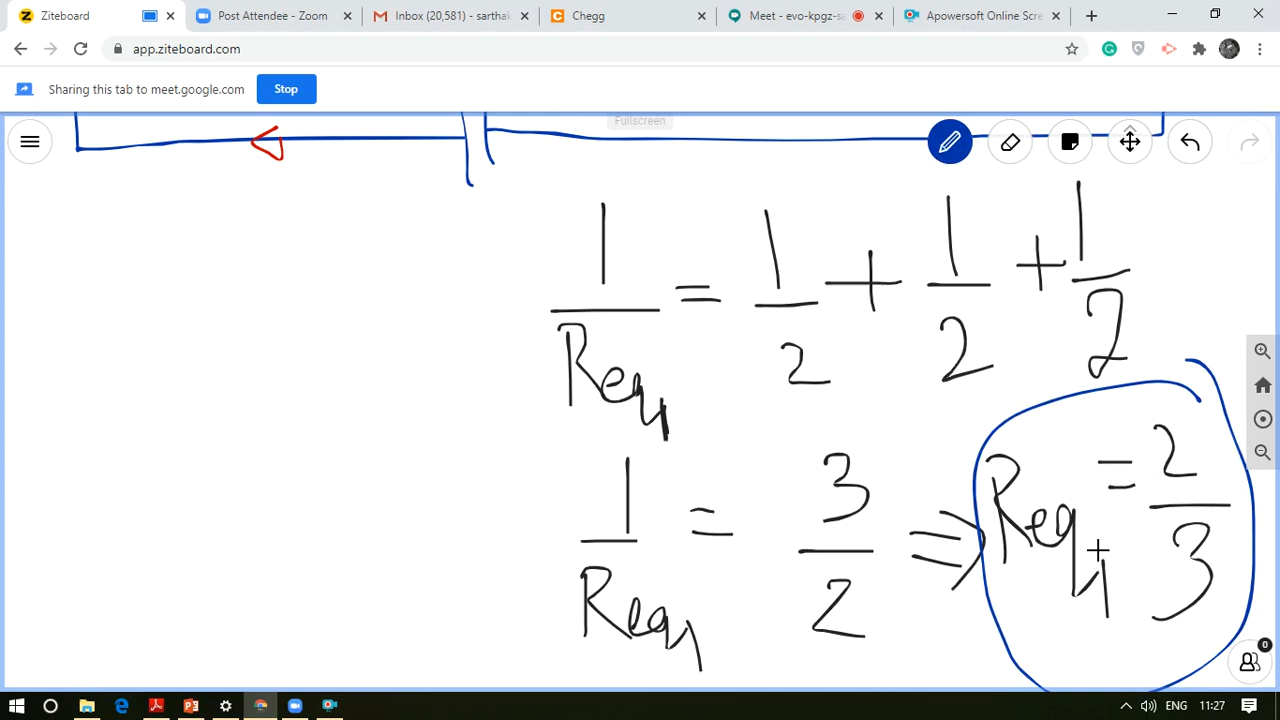 Ziteboard
Post Attendee - Zoom
Inbox (20,581) - sarthak
Chegg
Meet - evo-kpgz-sa
Apowersoft Online Scre
app.ziteboard.com
Sharing this tab to meet.google.com
Stop
Fullscreen
1/Req = 1/2 + 1/2 + 1/2
1/Req = 3/2 ⇒ Req = 2/3
0
ENG
11:27